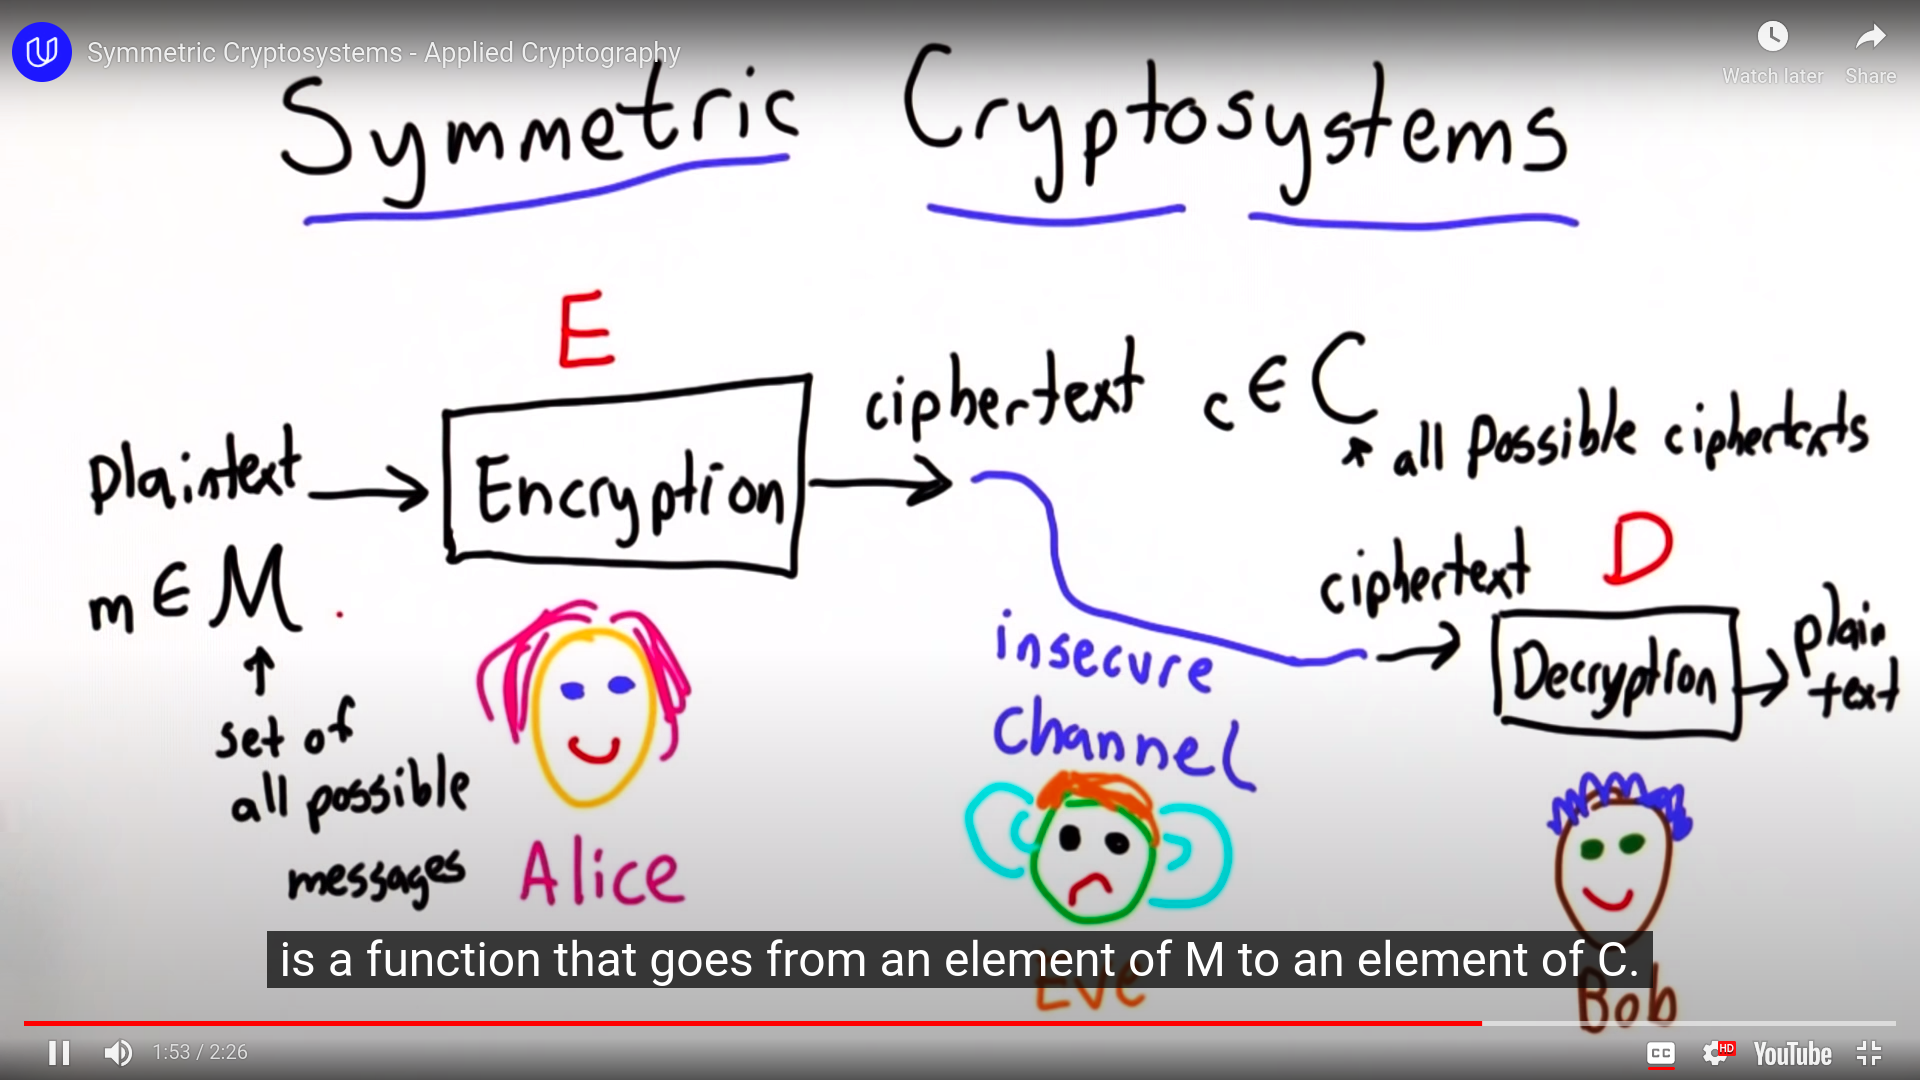 Symmetric Cryptosystems - Applied Cryptography
Watch later
Share
Symmetric Cryptosystems
E
ciphertext c ∈ C
all possible ciphertexts
plaintext
Encryption
m ∈ M
set of
all possible
messages
Alice
insecure
channel
Eve
ciphertext
D
Decryption
plain
text
Bob
is a function that goes from an element of M to an element of C.
1:53 / 2:26
CC
HD
YouTube